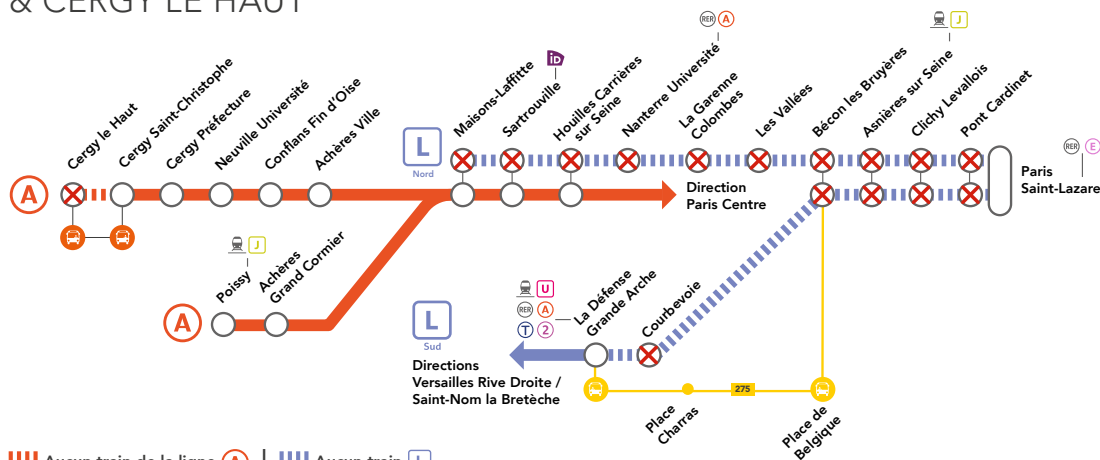 & CERGY LE HAUT
RER A
J
iD
Cergy le Haut
Cergy Saint-Christophe
Cergy Préfecture
Neuville Université
Conflans Fin d'Oise
Achères Ville
L
Nord
Maisons-Laffitte
Sartrouville
Houilles Carrières
sur Seine
Nanterre Université
La Garenne
Colombes
Les Vallées
Bécon les Bruyères
Asnières sur Seine
Clichy Levallois
Pont Cardinet
RER E
Paris
Saint-Lazare
A
Direction
Paris Centre
J
Poissy
Achères
Grand Cormier
A
U
RER A
T 2
La Défense
Grande Arche
Courbevoie
L
Sud
Directions
Versailles Rive Droite /
Saint-Nom la Bretèche
275
Place
Charras
Place de
Belgique
Aucun train de la ligne A
Aucun train L